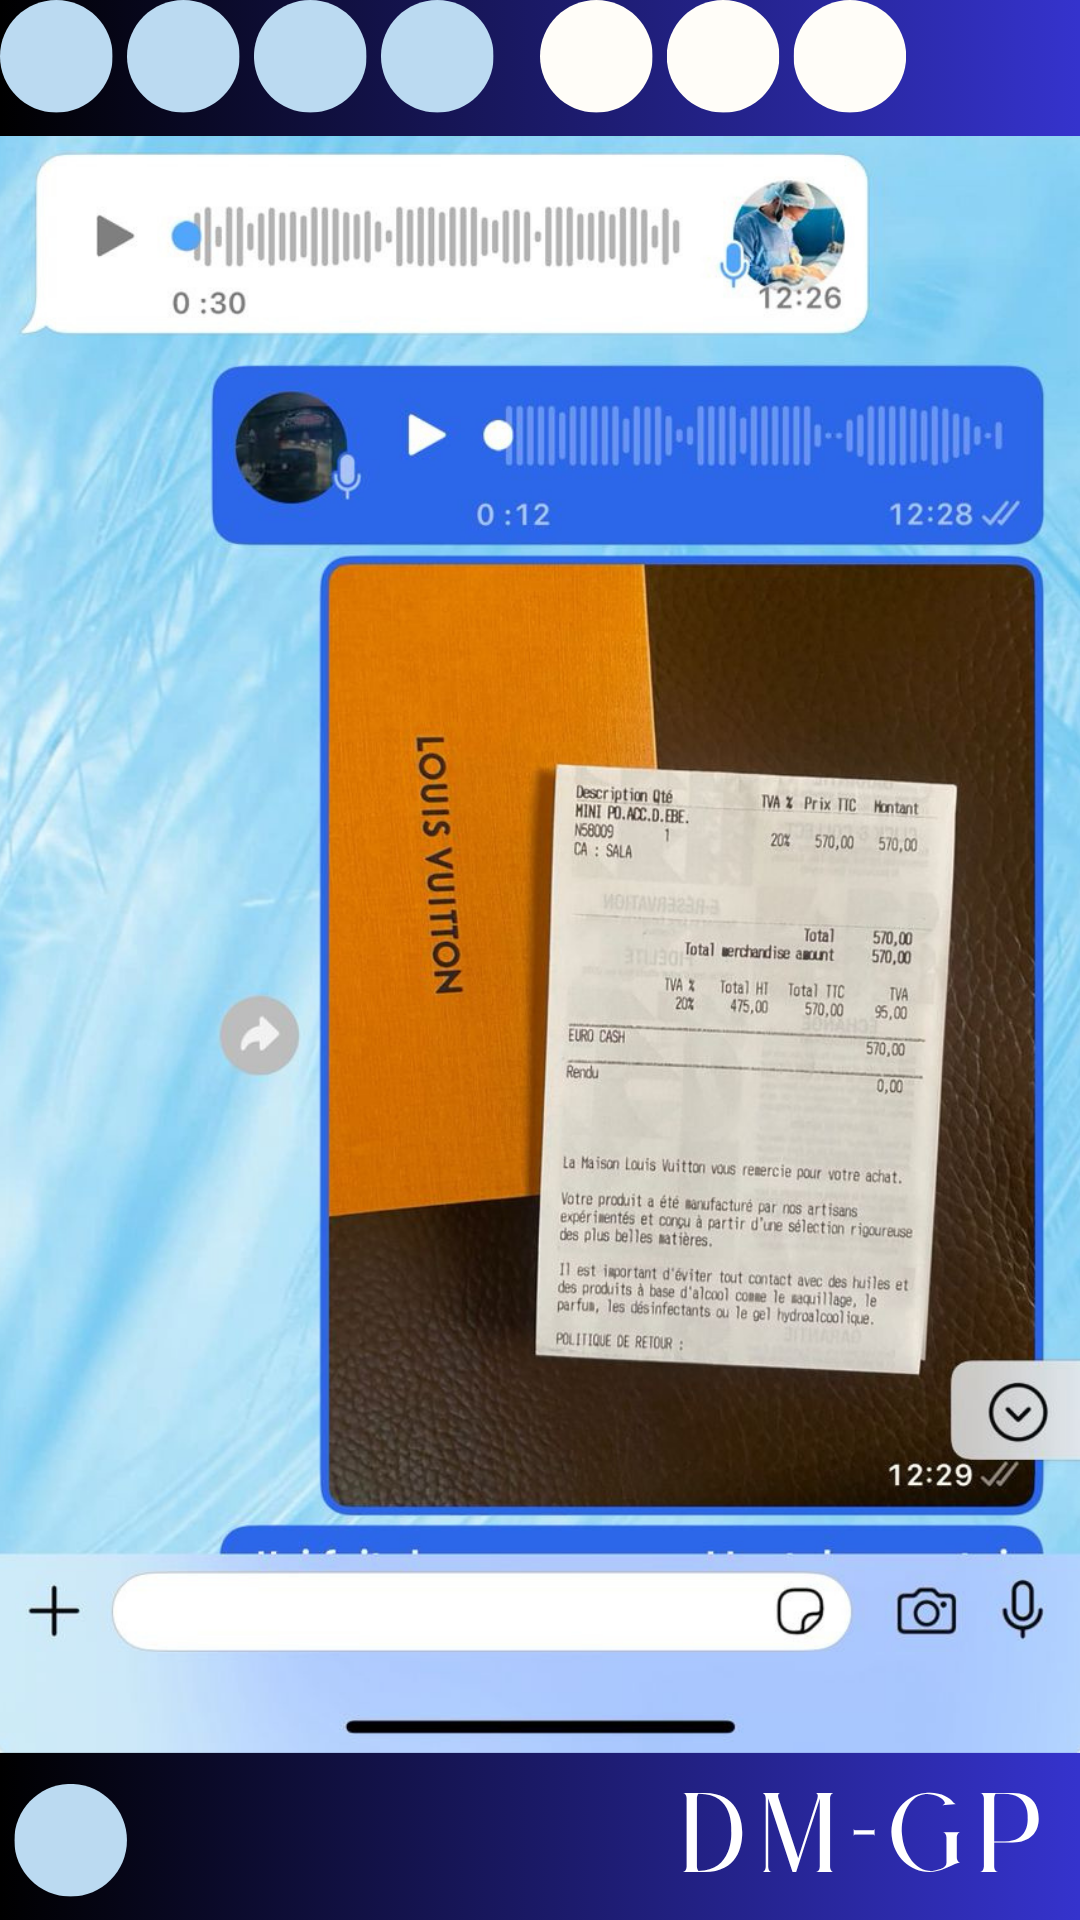 0 :30
12:26
0 :12
12:28
LOUIS VUITTON
Description Qté TVA % Prix TTC Montant
MINI PO.ACC.D.EBE.
N58009 1 20% 570,00 570,00
CA : SALA
E-RÉSERVATION
Total 570,00
Total merchandise amount 570,00
FIDELITÉ
TVA % Total HT Total TTC TVA
20% 475,00 570,00 95,00
ECHANGE
EURO CASH 570,00
Rendu 0,00
La Maison Louis Vuitton vous remercie pour votre achat.
Votre produit a été manufacturé par nos artisans
expérimentés et conçu à partir d'une sélection rigoureuse
des plus belles matières.
Il est important d'éviter tout contact avec des huiles et
des produits à base d'alcool comme le maquillage, le
parfum, les désinfectants ou le gel hydroalcoolique.
GARANTIE
POLITIQUE DE RETOUR :
12:29
DM-GP